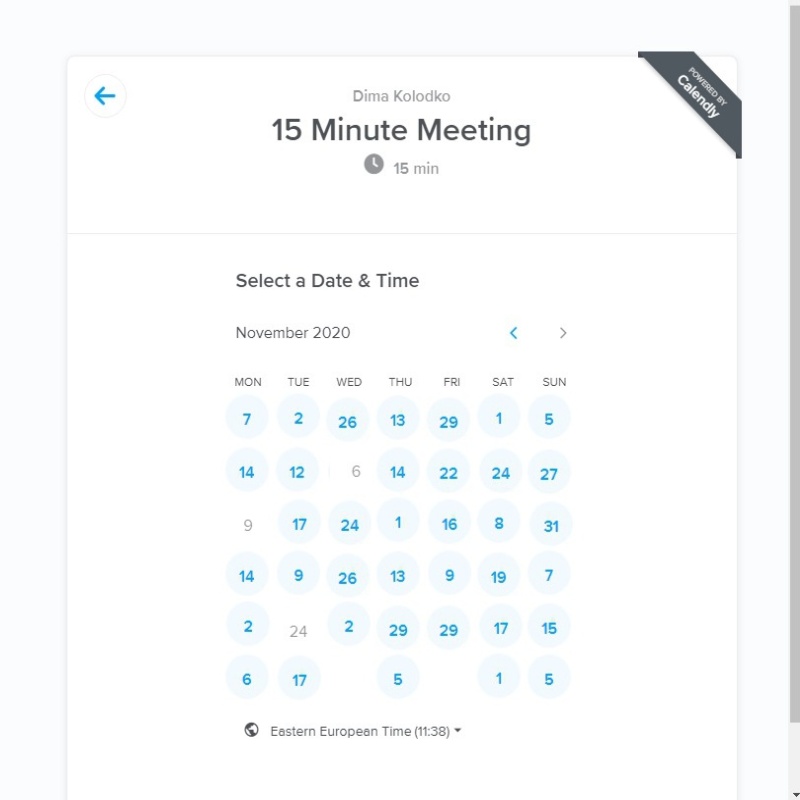 Dima Kolodko
POWERED BY
Calendly
15 Minute Meeting
15 min
Select a Date & Time
November 2020
MON TUE WED THU FRI SAT SUN
7 2 26 13 29 1 5
14 12 6 14 22 24 27
9 17 24 1 16 8 31
14 9 26 13 9 19 7
2 24 2 29 29 17 15
6 17 5 1 5
Eastern European Time (11:38)